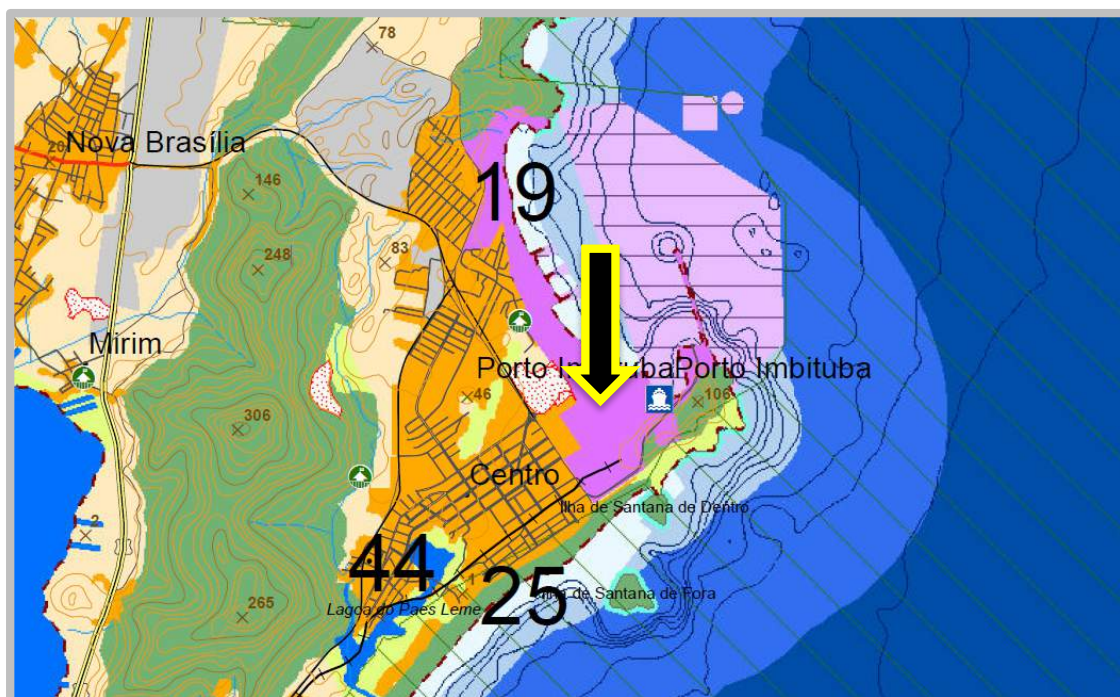 78
Nova Brasília
20
146
19
248
83
Mirim
Porto Imbituba Porto Imbituba
46
106
306
Centro
Ilha de Santana de Dentro
2
44
25
1
Ilha de Santana de Fora
265
Lagoa do Paes Leme